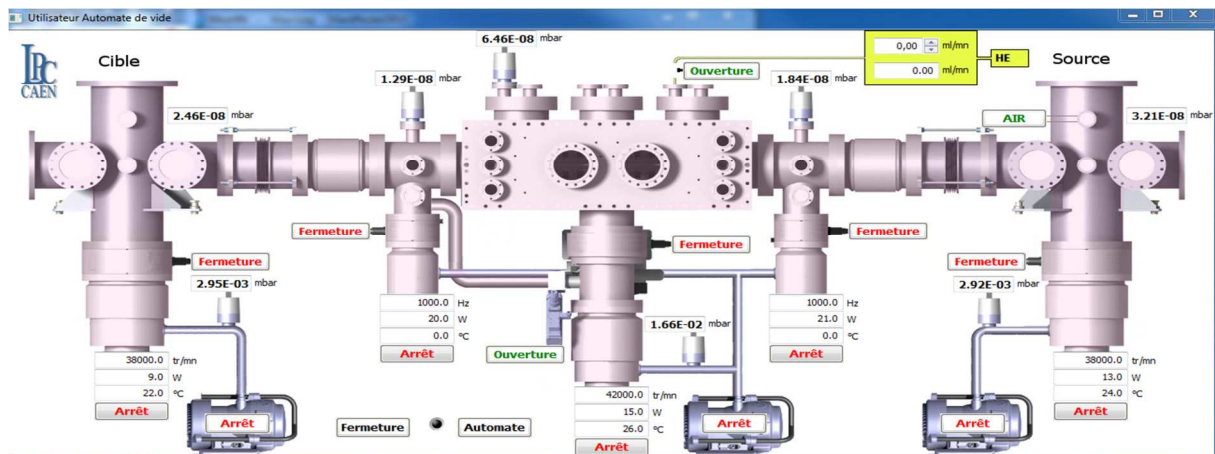 Utilisateur Automate de vide
LPC
CAEN
Cible
6.46E-08 mbar
0,00 ml/mn
0.00 ml/mn
HE
Source
Ouverture
1.29E-08 mbar
1.84E-08 mbar
2.46E-08 mbar
AIR
3.21E-08 mbar
Fermeture
Fermeture
Fermeture
Fermeture
Fermeture
2.95E-03 mbar
2.92E-03 mbar
1000.0 Hz
20.0 W
0.0 °C
Arrêt
1000.0 Hz
21.0 W
0.0 °C
Arrêt
1.66E-02 mbar
Ouverture
38000.0 tr/mn
9.0 W
22.0 °C
Arrêt
38000.0 tr/mn
13.0 W
24.0 °C
Arrêt
42000.0 tr/mn
15.0 W
26.0 °C
Arrêt
Arrêt
Arrêt
Arrêt
Fermeture
Automate